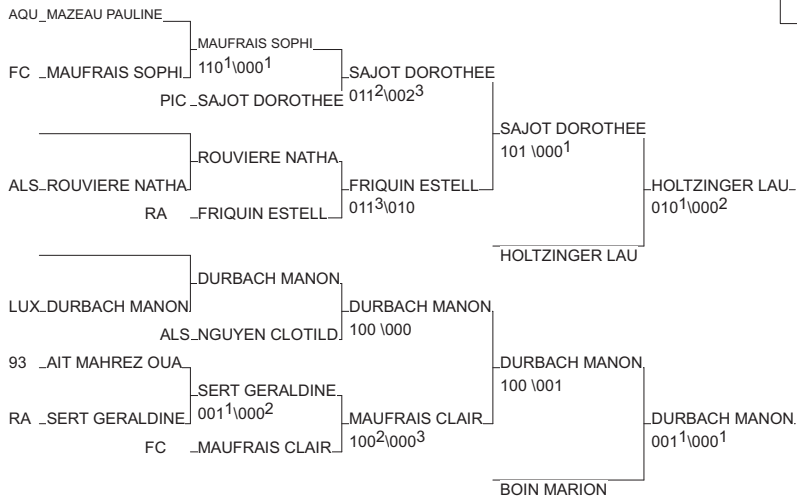 AQU MAZEAU PAULINE
MAUFRAIS SOPHI
110¹\000¹
FC MAUFRAIS SOPHI
SAJOT DOROTHEE
011²\002³
PIC SAJOT DOROTHEE
SAJOT DOROTHEE
101 \000¹
ROUVIERE NATHA
ALS ROUVIERE NATHA
FRIQUIN ESTELL
011³\010
HOLTZINGER LAU
010¹\000²
RA FRIQUIN ESTELL
HOLTZINGER LAU
DURBACH MANON
LUX DURBACH MANON
DURBACH MANON
100 \000
ALS NGUYEN CLOTILD
93 AIT MAHREZ OUA
DURBACH MANON
100 \001
SERT GERALDINE
001¹\000²
RA SERT GERALDINE
MAUFRAIS CLAIR
100²\000³
DURBACH MANON
001¹\000¹
FC MAUFRAIS CLAIR
BOIN MARION